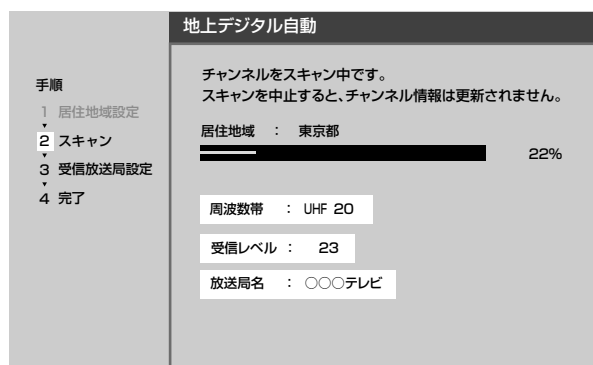 地上デジタル自動
手順
1 居住地域設定
2 スキャン
3 受信放送局設定
4 完了
チャンネルをスキャン中です。
スキャンを中止すると、チャンネル情報は更新されません。
居住地域 : 東京都
22%
周波数帯 : UHF 20
受信レベル : 23
放送局名 : ○○○テレビ